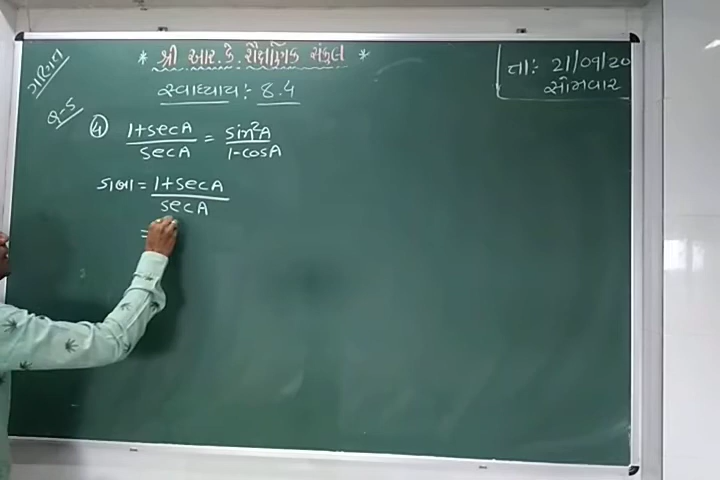 * શ્રી આર. કે. શૈક્ષણિક સંકુલ *
ગણિત
સ્વાધ્યાય : 8.4
તા: 21/09/20
સોમવાર
પ્ર-5
④ 1+secA / secA = sin²A / 1-cosA
ડાબા = 1+secA / secA
=